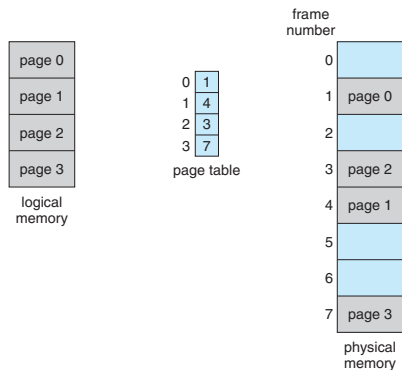 frame
number
page 0
page 1
page 2
page 3
logical
memory
0 1
1 4
2 3
3 7
page table
0
1 page 0
2
3 page 2
4 page 1
5
6
7 page 3
physical
memory